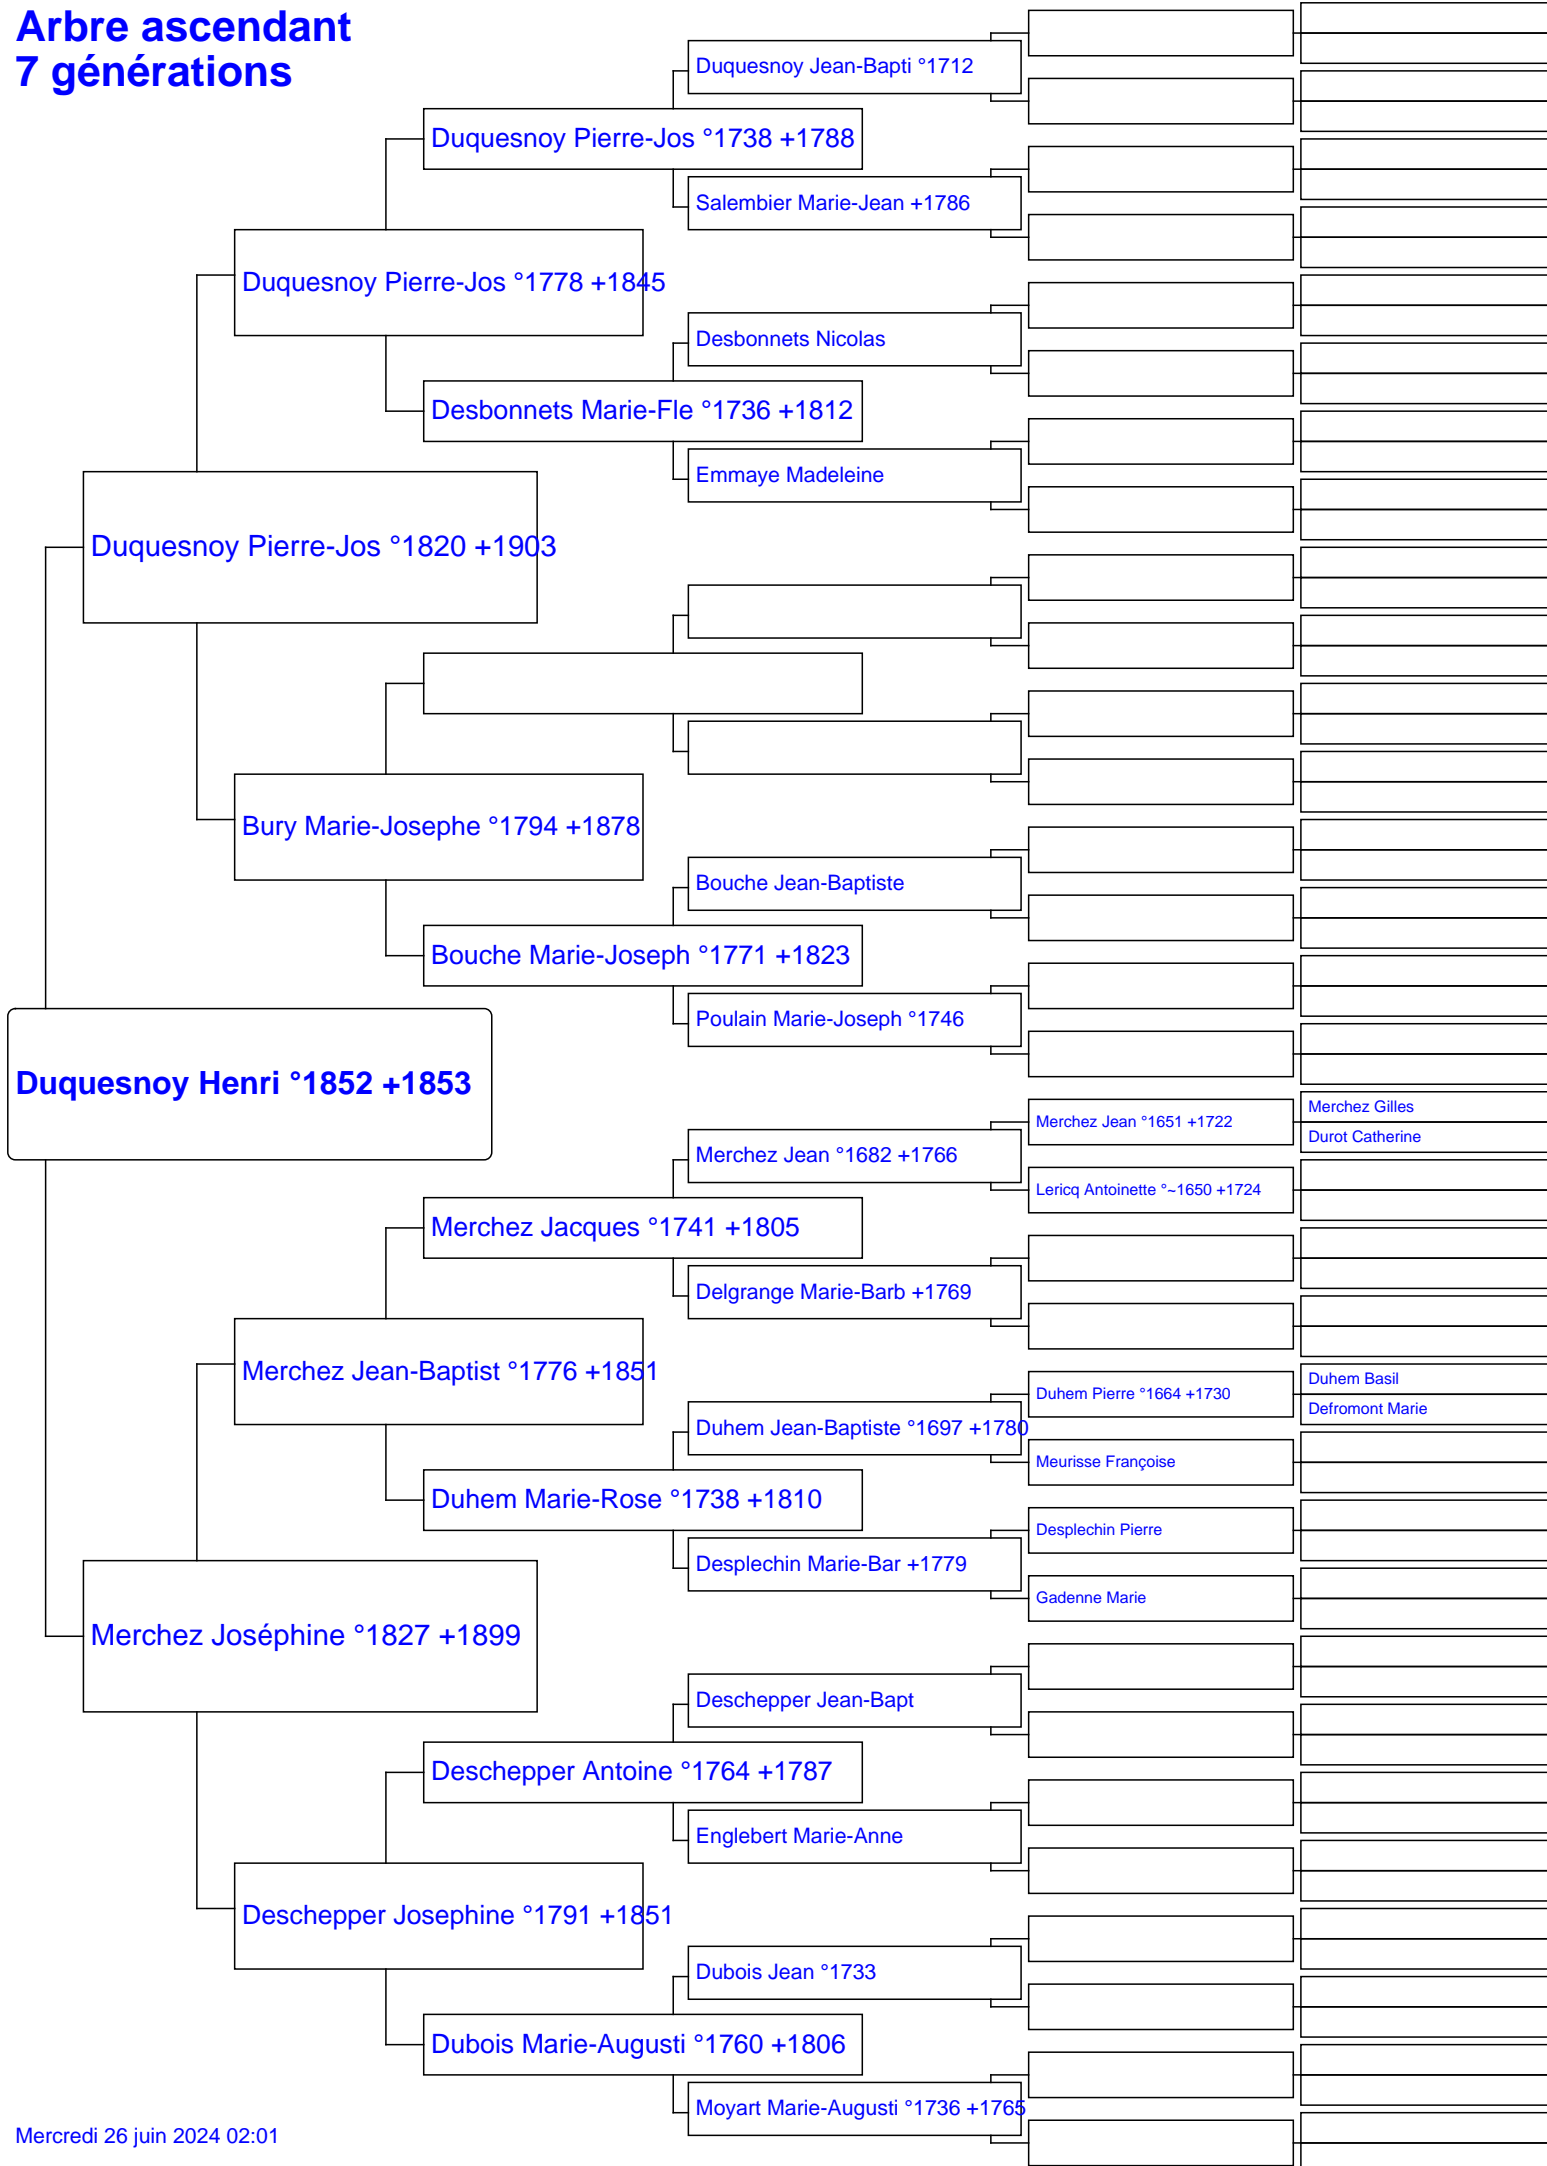 Arbre ascendant
7 générations
Duquesnoy Jean-Bapti °1712
Duquesnoy Pierre-Jos °1738 +1788
Salembier Marie-Jean +1786
Duquesnoy Pierre-Jos °1778 +1845
Desbonnets Nicolas
Desbonnets Marie-Fle °1736 +1812
Emmaye Madeleine
Duquesnoy Pierre-Jos °1820 +1903
Bury Marie-Josephe °1794 +1878
Bouche Jean-Baptiste
Bouche Marie-Joseph °1771 +1823
Poulain Marie-Joseph °1746
Duquesnoy Henri °1852 +1853
Merchez Gilles
Merchez Jean °1651 +1722
Durot Catherine
Merchez Jean °1682 +1766
Lericq Antoinette °~1650 +1724
Merchez Jacques °1741 +1805
Delgrange Marie-Barb +1769
Merchez Jean-Baptist °1776 +1851
Duhem Basil
Duhem Pierre °1664 +1730
Defromont Marie
Duhem Jean-Baptiste °1697 +1780
Meurisse Françoise
Duhem Marie-Rose °1738 +1810
Desplechin Pierre
Desplechin Marie-Bar +1779
Gadenne Marie
Merchez Joséphine °1827 +1899
Deschepper Jean-Bapt
Deschepper Antoine °1764 +1787
Englebert Marie-Anne
Deschepper Josephine °1791 +1851
Dubois Jean °1733
Dubois Marie-Augusti °1760 +1806
Moyart Marie-Augusti °1736 +1765
Mercredi 26 juin 2024 02:01